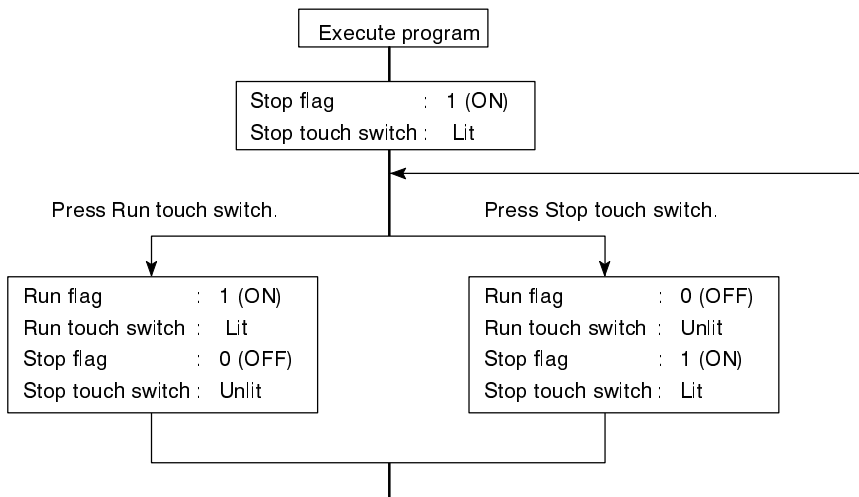 Execute program
Stop flag : 1 (ON)
Stop touch switch : Lit
Press Run touch switch.
Press Stop touch switch.
Run flag : 1 (ON)
Run touch switch : Lit
Stop flag : 0 (OFF)
Stop touch switch : Unlit
Run flag : 0 (OFF)
Run touch switch : Unlit
Stop flag : 1 (ON)
Stop touch switch : Lit